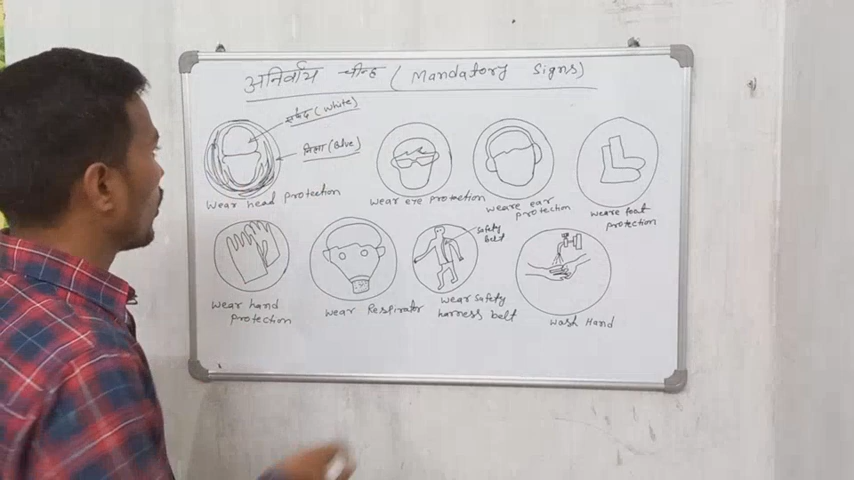 अनिर्वाय चीन्ह (Mandatory Signs)
सफेद (White)
निला (Blue)
Wear head protection
Wear eye protection
Weare ear
protection
Weare foot
protection
Safety
belt
Wear hand
protection
Wear Respirator
Wear Safety
harness belt
Wash Hand